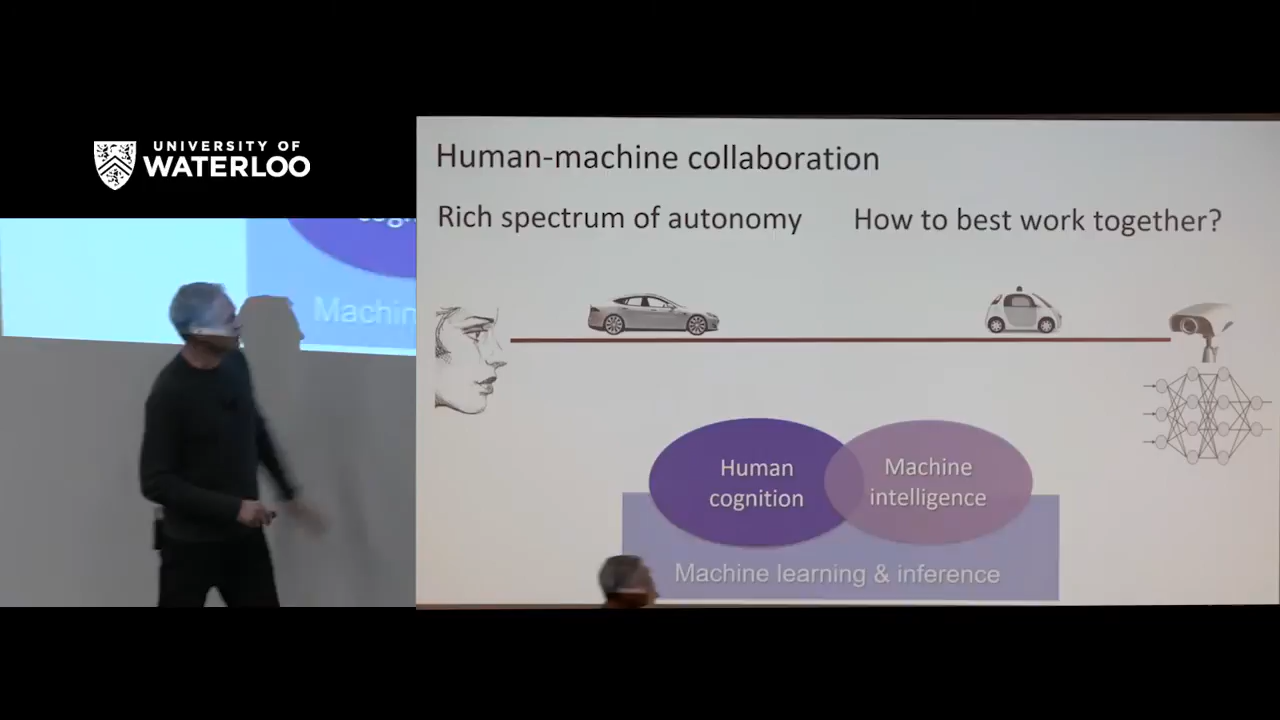 UNIVERSITY OF
WATERLOO
Human-machine collaboration
Rich spectrum of autonomy
How to best work together?
Machin
Human
cognition
Machine
intelligence
Machine learning & inference